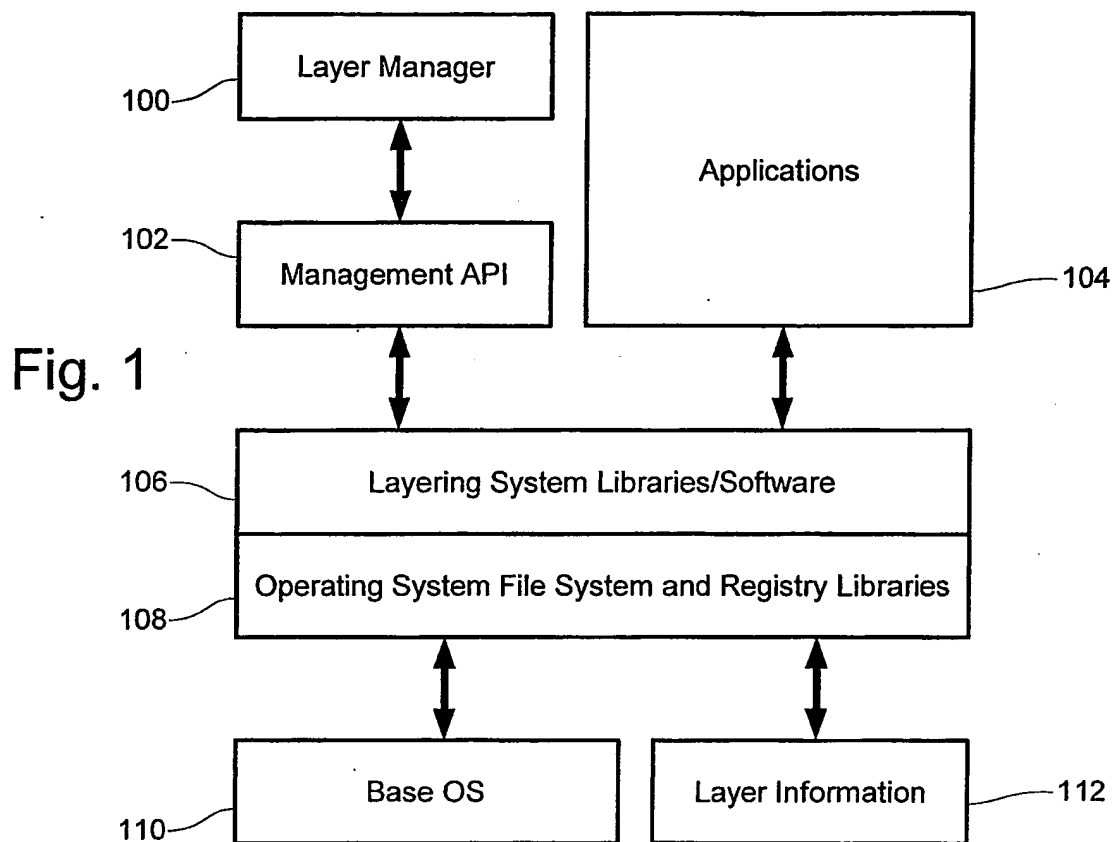 Layer Manager
100
Applications
102
Management API
104
Fig. 1
106
Layering System Libraries/Software
Operating System File System and Registry Libraries
108
Base OS
Layer Information
112
110